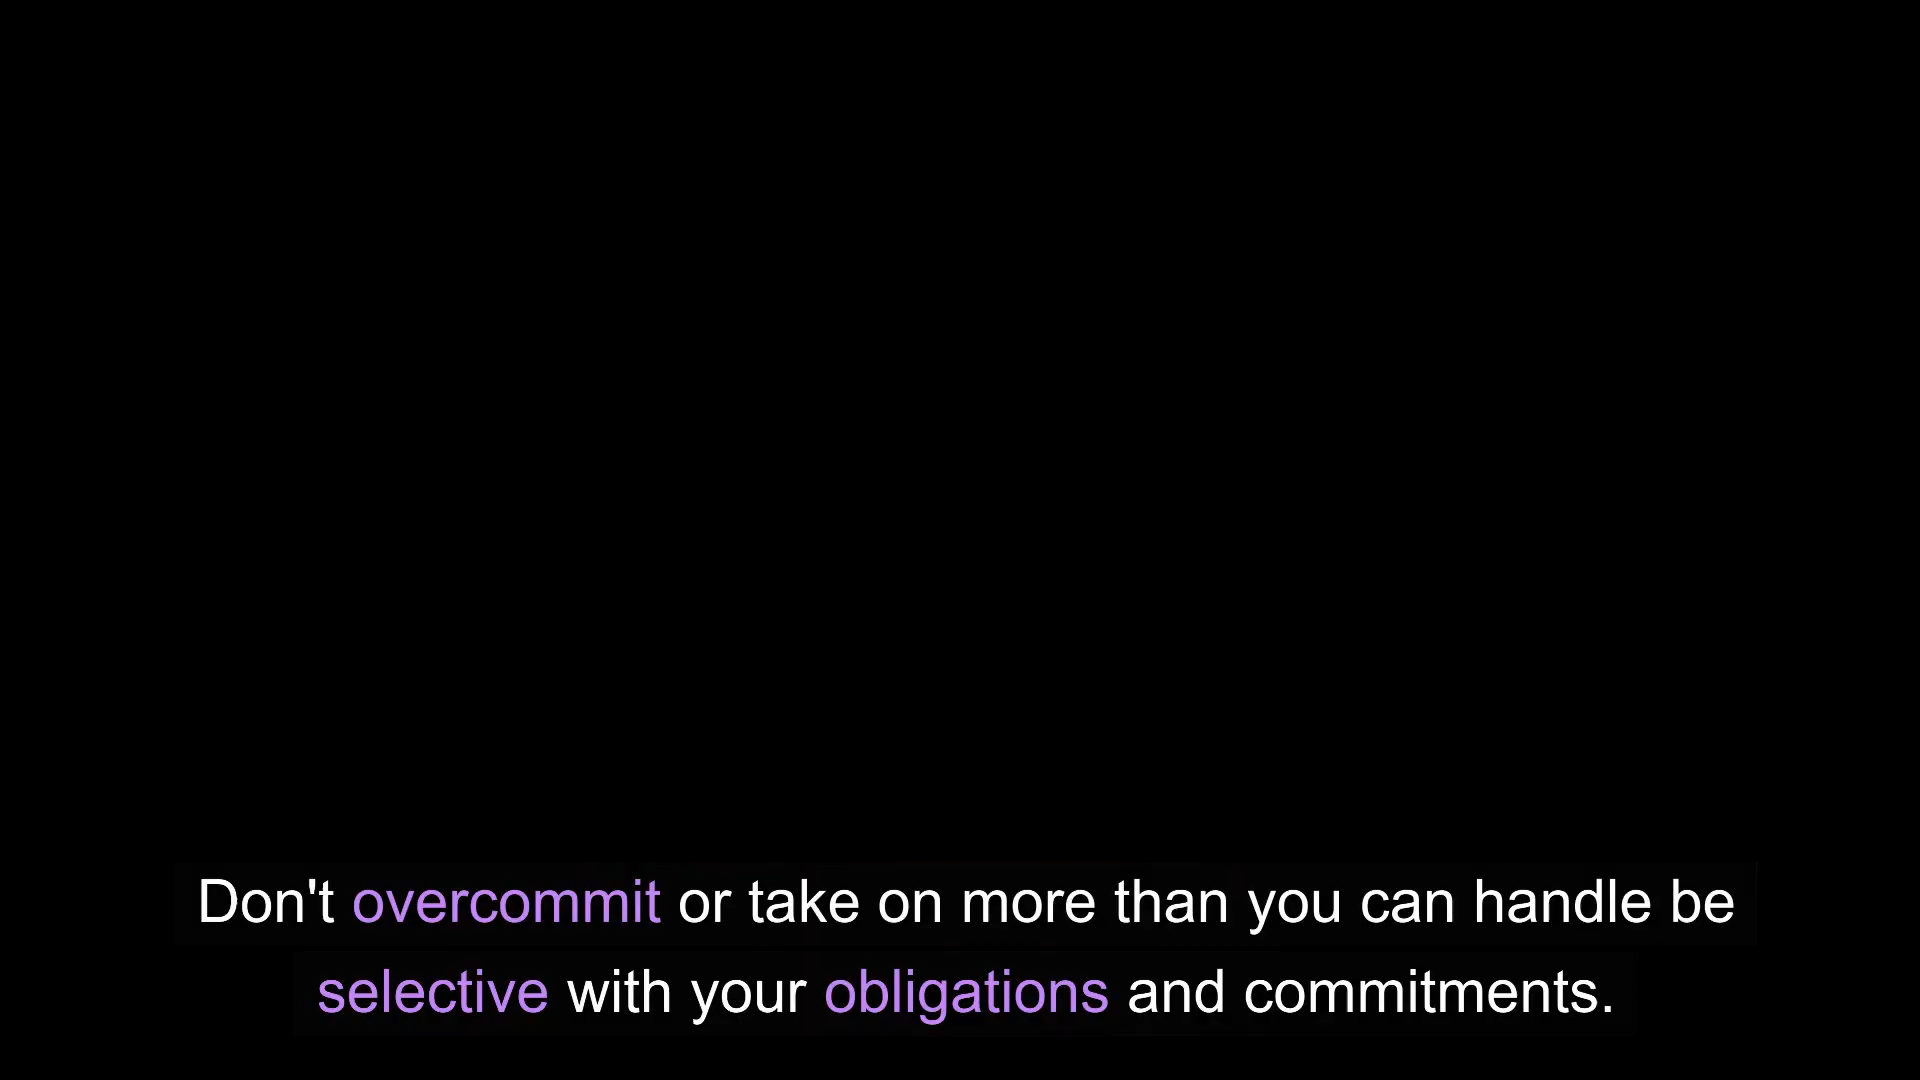 Don't overcommit or take on more than you can handle be
selective with your obligations and commitments.